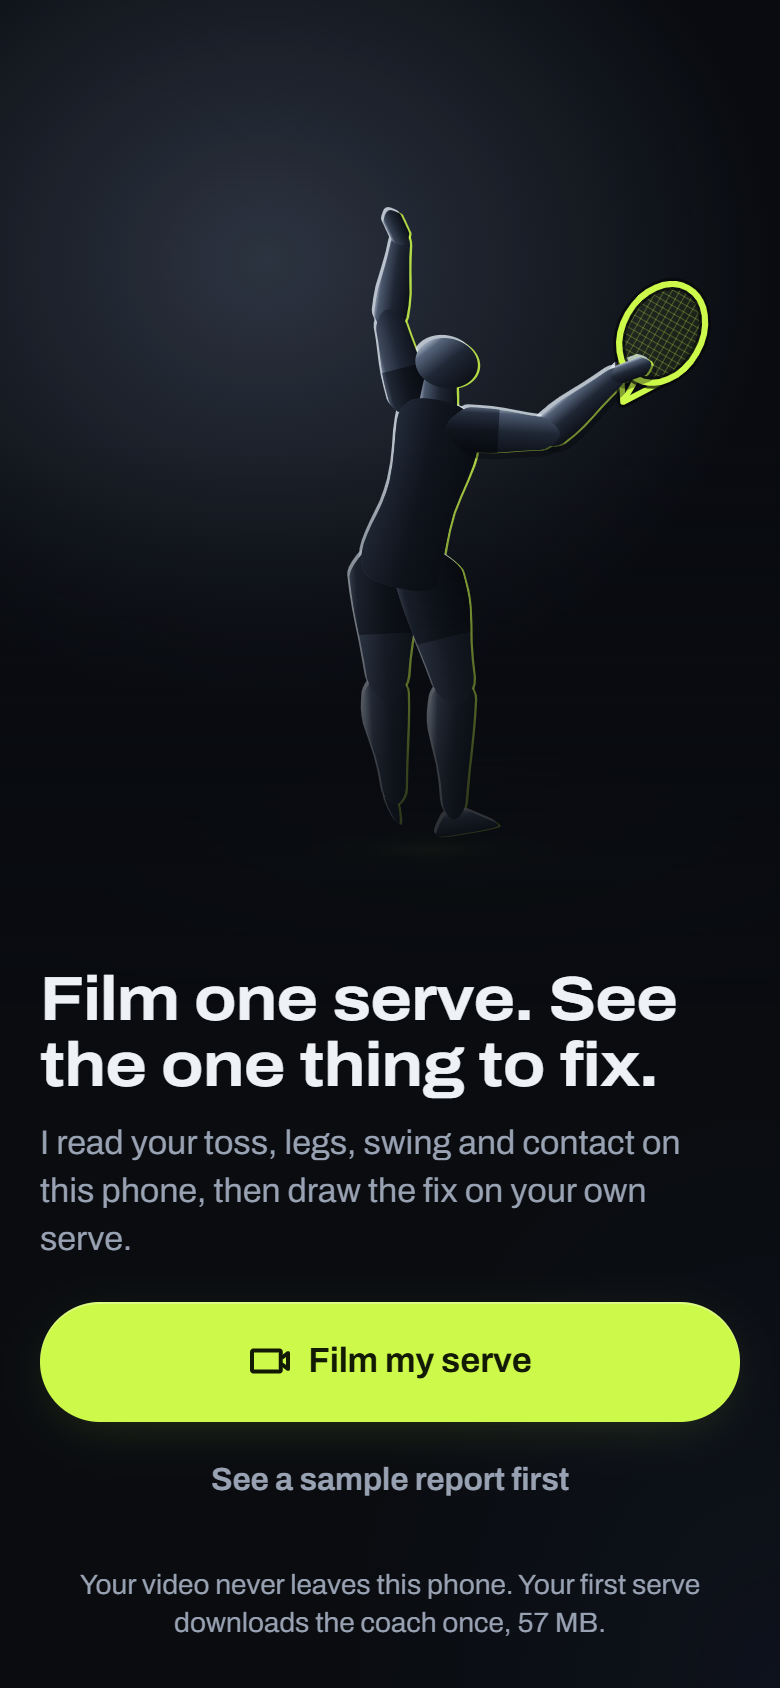 Film one serve. See
the one thing to fix.
I read your toss, legs, swing and contact on
this phone, then draw the fix on your own
serve.
Film my serve
See a sample report first
Your video never leaves this phone. Your first serve
downloads the coach once, 57 MB.